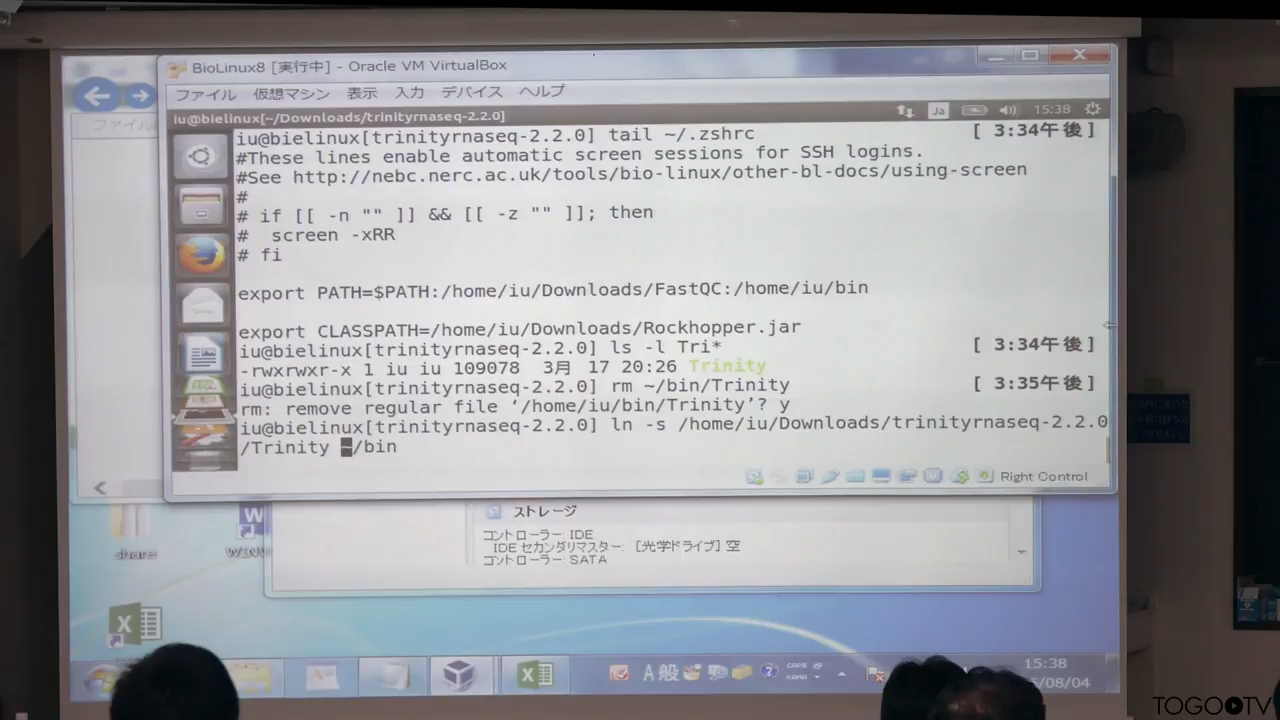 BioLinux8 [実行中] - Oracle VM VirtualBox
ファイル 仮想マシン 表示 入力 デバイス ヘルプ
iu@bielinux[~/Downloads/trinityrnaseq-2.2.0]
Ja
15:38
iu@bielinux[trinityrnaseq-2.2.0] tail ~/.zshrc [ 3:34午後]
#These lines enable automatic screen sessions for SSH logins.
#See http://nebc.nerc.ac.uk/tools/bio-linux/other-bl-docs/using-screen
#
# if [[ -n "" ]] && [[ -z "" ]]; then
#  screen -xRR
# fi
export PATH=$PATH:/home/iu/Downloads/FastQC:/home/iu/bin
export CLASSPATH=/home/iu/Downloads/Rockhopper.jar
iu@bielinux[trinityrnaseq-2.2.0] ls -l Tri* [ 3:34午後]
-rwxrwxr-x 1 iu iu 109078  3月 17 20:26 Trinity
iu@bielinux[trinityrnaseq-2.2.0] rm ~/bin/Trinity [ 3:35午後]
rm: remove regular file ‘/home/iu/bin/Trinity’? y
iu@bielinux[trinityrnaseq-2.2.0] ln -s /home/iu/Downloads/trinityrnaseq-2.2.0
/Trinity ~/bin
Right Control
ストレージ
コントローラー: IDE
IDE セカンダリマスター: [光学ドライブ] 空
コントローラー: SATA
share
A 般
CAPS
KANA
15:38
/08/04
TOGOTV